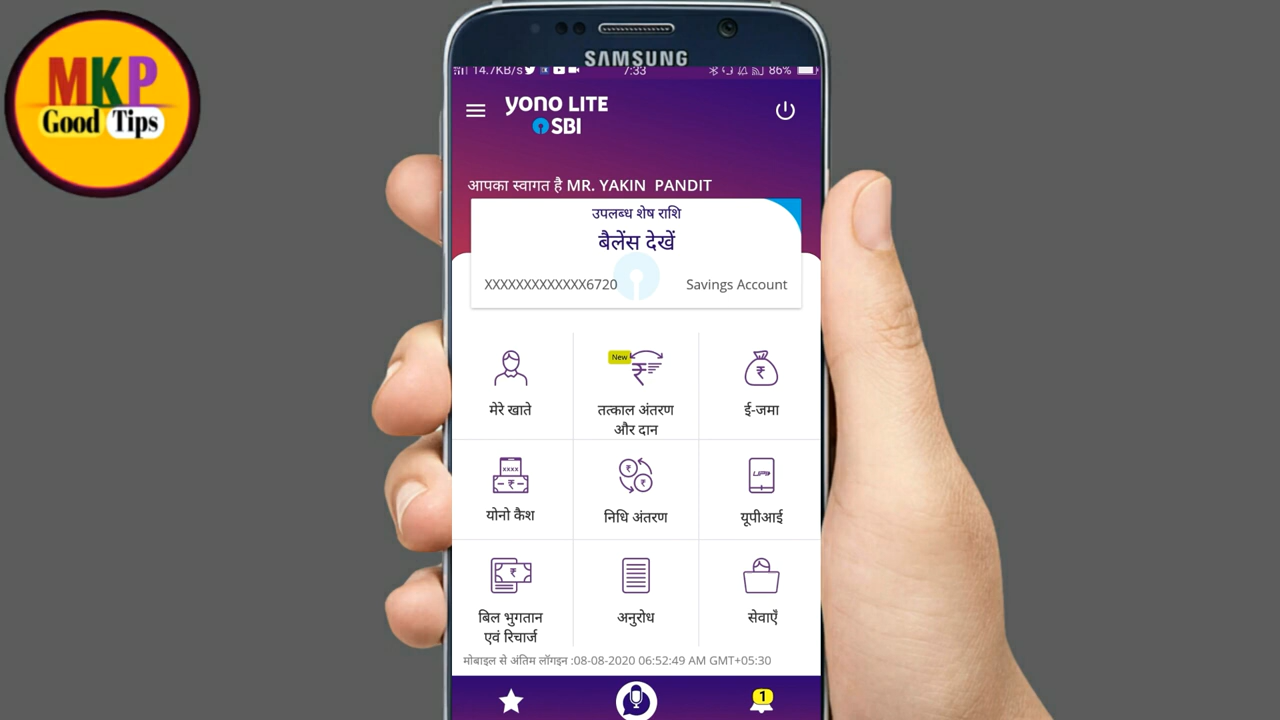 MKP
Good Tips
SAMSUNG
14.7KB/s 7:33 86%
yono LITE
SBI
आपका स्वागत है MR. YAKIN PANDIT
उपलब्ध शेष राशि
बैलेंस देखें
XXXXXXXXXXXXX6720 Savings Account
New
मेरे खाते
तत्काल अंतरण
और दान
ई-जमा
xxxx
UPI
योनो कैश
निधि अंतरण
यूपीआई
बिल भुगतान
एवं रिचार्ज
अनुरोध
सेवाएँ
मोबाइल से अंतिम लॉगइन :08-08-2020 06:52:49 AM GMT+05:30
1